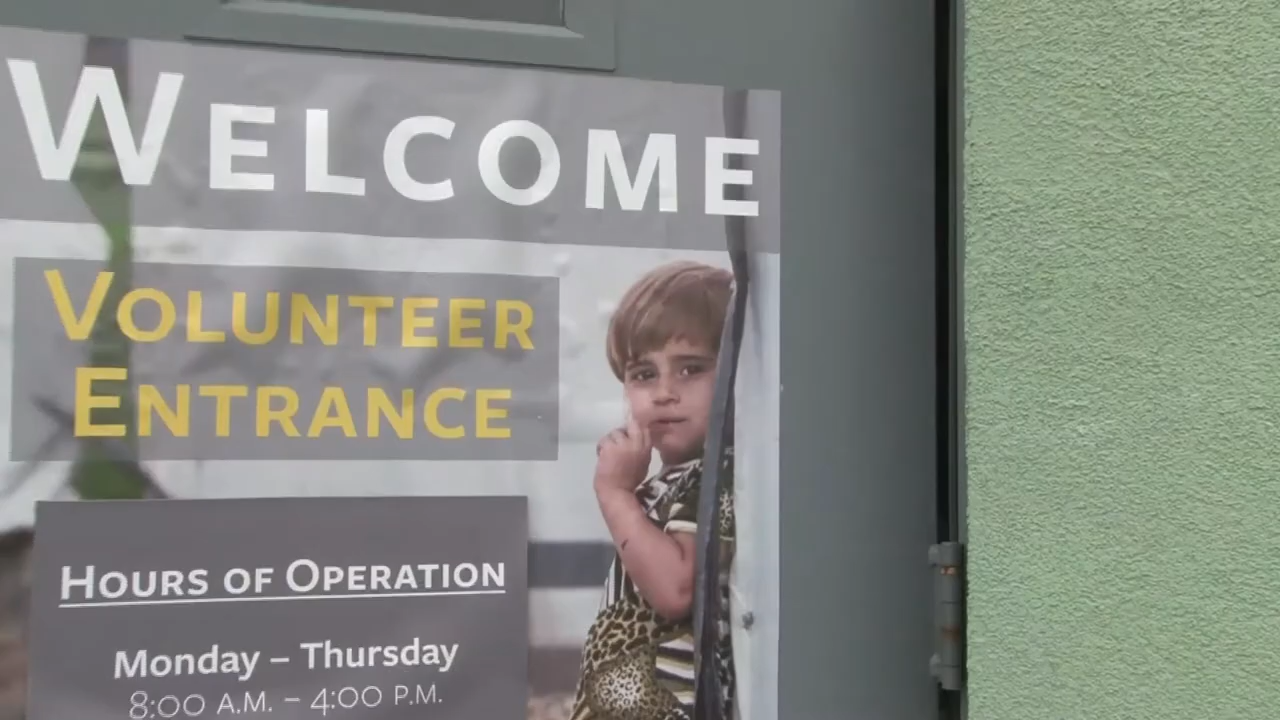 WELCOME
VOLUNTEER
ENTRANCE
HOURS OF OPERATION
Monday – Thursday
8:00 A.M. – 4:00 P.M.